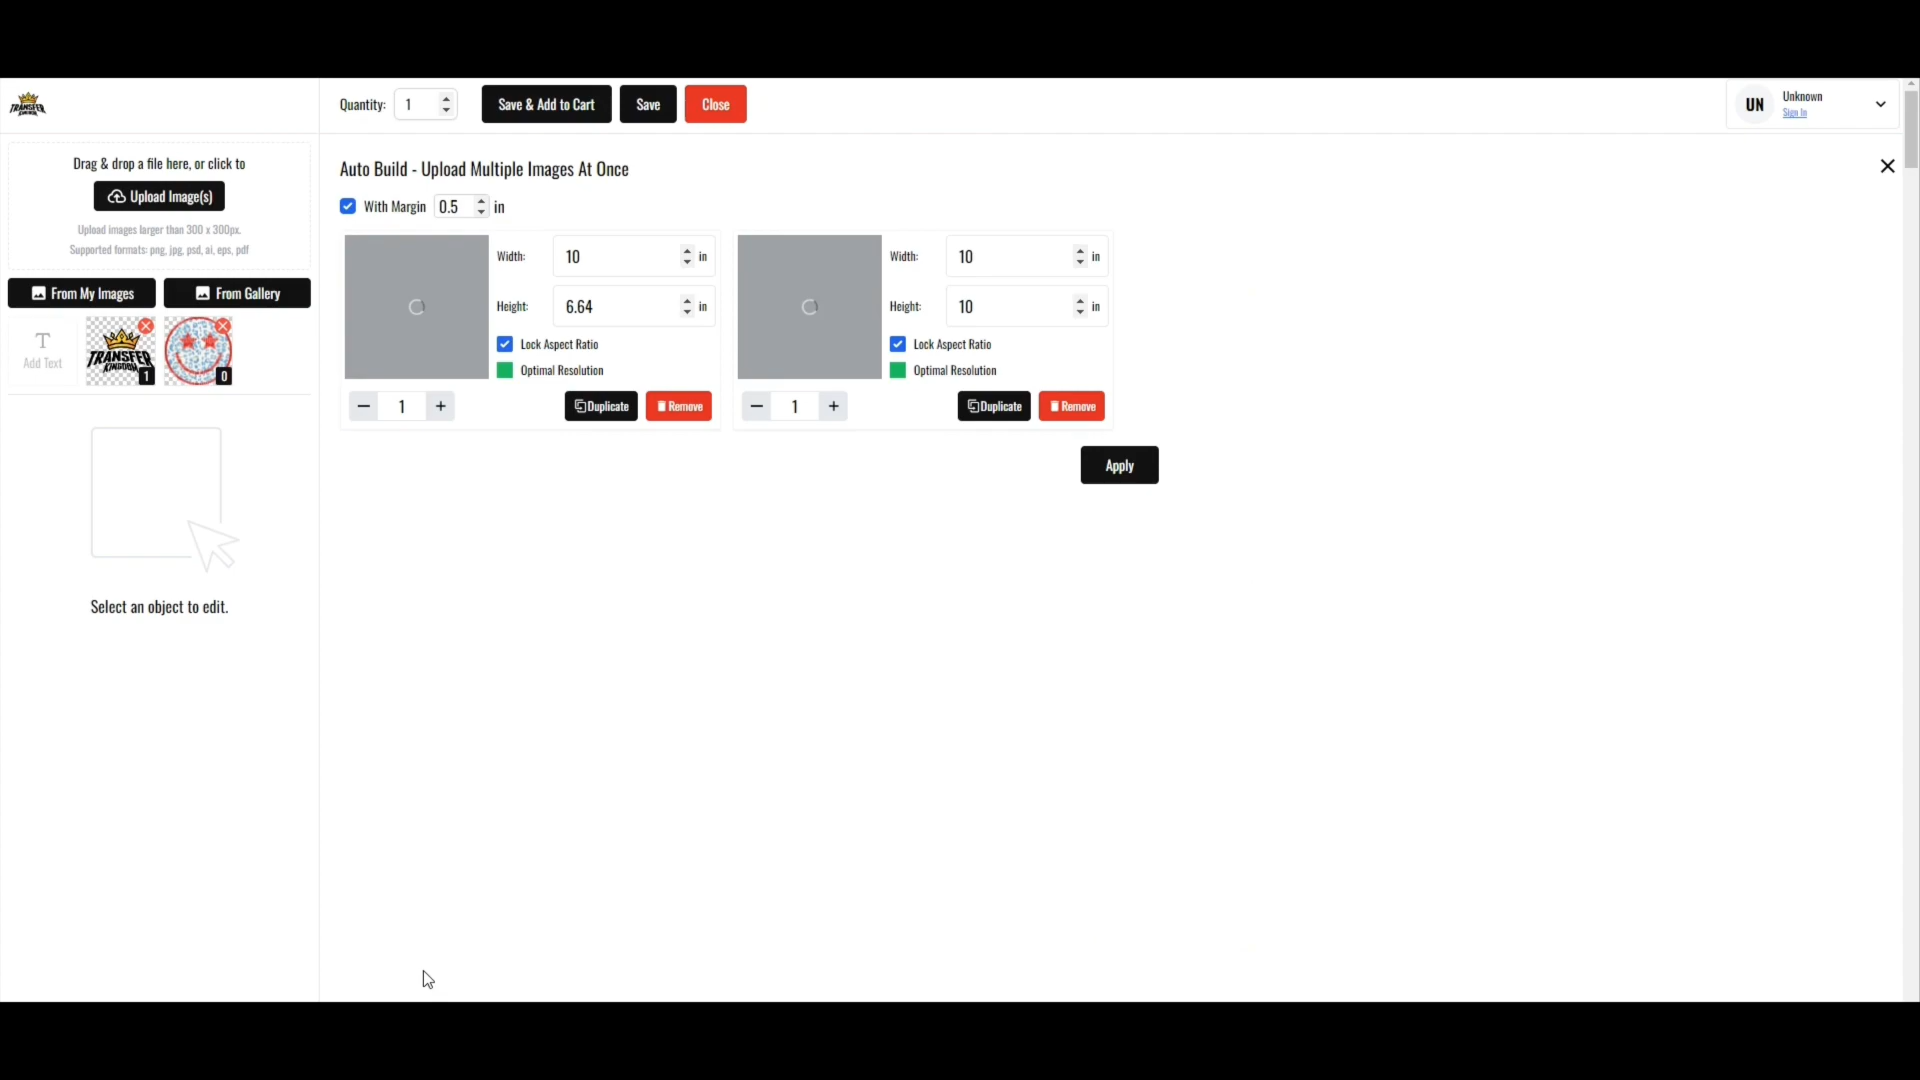 TRANSFER
KINGDOM
Quantity: 1
Save & Add to Cart
Save
Close
UN
Unknown
Sign In
Drag & drop a file here, or click to
Upload Image(s)
Upload images larger than 300 x 300px.
Supported formats: png, jpg, psd, ai, eps, pdf
From My Images
From Gallery
T
Add Text
TRANSFER
KINGDOM
1
0
Select an object to edit.
Auto Build - Upload Multiple Images At Once
With Margin 0.5 in
Width: 10 in
Height: 6.64 in
Lock Aspect Ratio
Optimal Resolution
1
Duplicate
Remove
Width: 10 in
Height: 10 in
Lock Aspect Ratio
Optimal Resolution
1
Duplicate
Remove
Apply